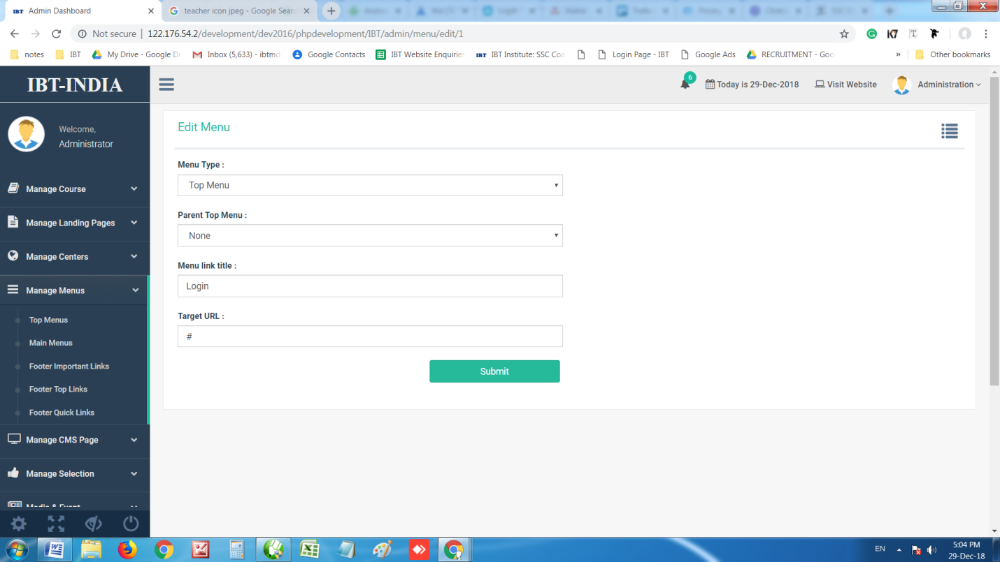 IBT Admin Dashboard
teacher icon jpeg - Google Sear
Not secure | 122.176.54.2/development/dev2016/phpdevelopment/IBT/admin/menu/edit/1
notes IBT My Drive - Google Dr Inbox (5,633) - ibtmd Google Contacts IBT Website Enquiries IBT IBT Institute: SSC Coa Login Page - IBT Google Ads RECRUITMENT - Goo » Other bookmarks
IBT-INDIA
6
Today is 29-Dec-2018
Visit Website
Administration
Welcome,
Administrator
Manage Course
Manage Landing Pages
Manage Centers
Manage Menus
Top Menus
Main Menus
Footer Important Links
Footer Top Links
Footer Quick Links
Manage CMS Page
Manage Selection
Media & Event
Edit Menu
Menu Type :
Top Menu
Parent Top Menu :
None
Menu link title :
Login
Target URL :
#
Submit
EN
5:04 PM
29-Dec-18